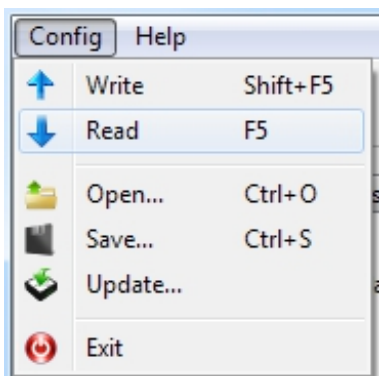 Config Help
Write Shift+F5
Read F5
Open... Ctrl+O
Save... Ctrl+S
Update...
Exit